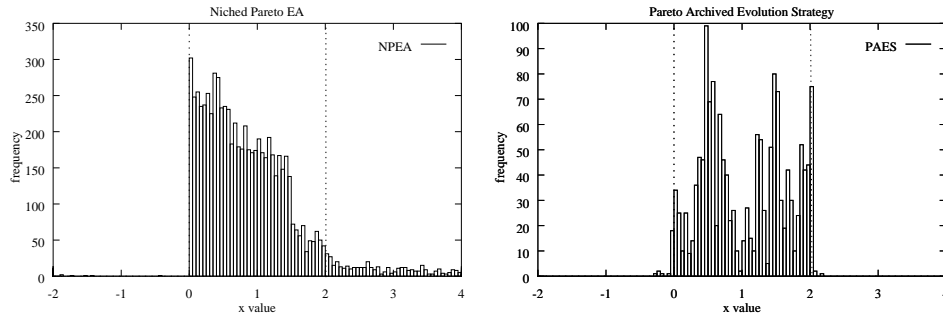 Niched Pareto EA
350
300
250
200
150
100
50
0
frequency
NPEA
-2 -1 0 1 2 3 4
x value
Pareto Archived Evolution Strategy
100
90
80
70
60
50
40
30
20
10
0
frequency
PAES
-2 -1 0 1 2 3 4
x value